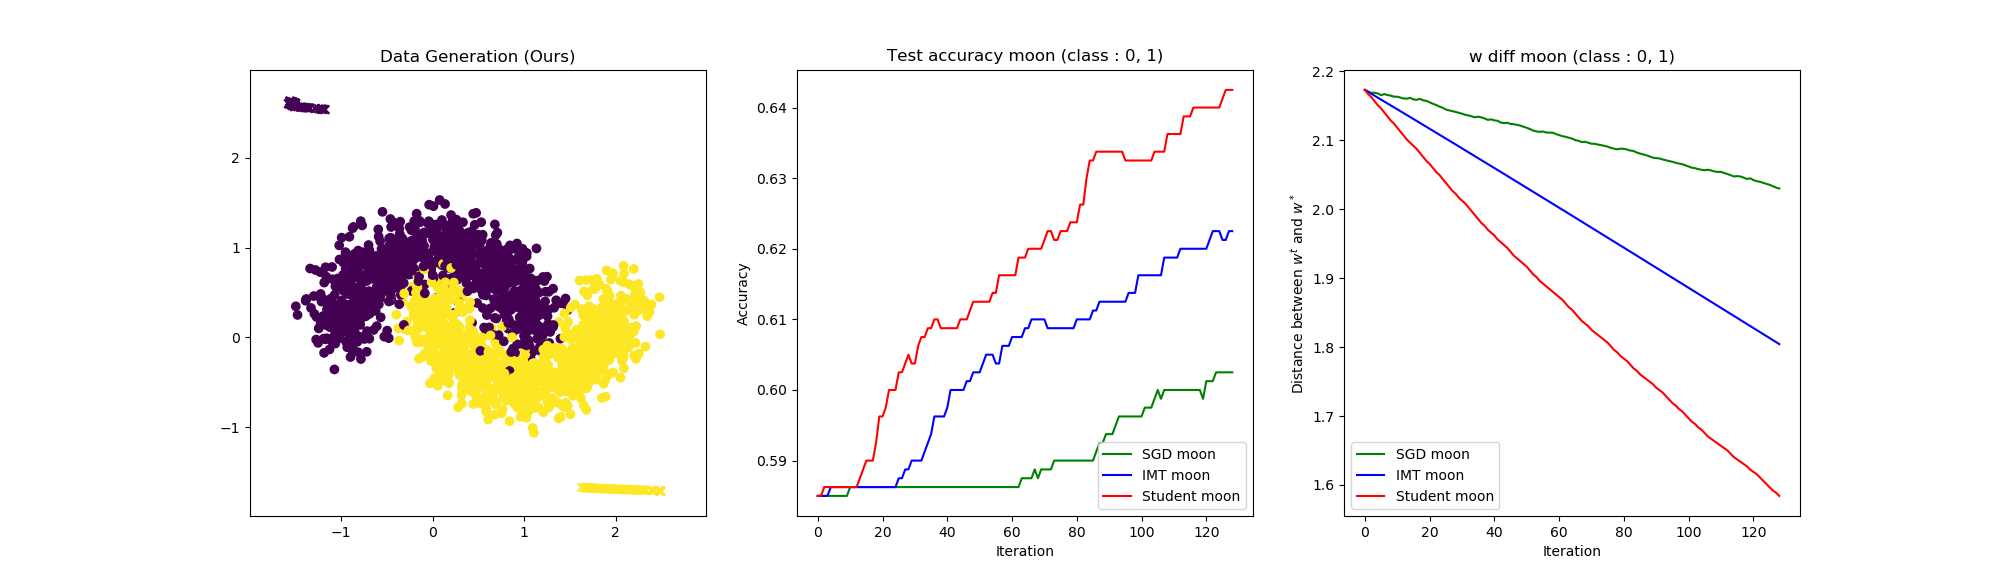 Data Generation (Ours)
2
1
0
−1
−1 0 1 2
Test accuracy moon (class : 0, 1)
Accuracy
0.64
0.63
0.62
0.61
0.60
0.59
SGD moon
IMT moon
Student moon
0 20 40 60 80 100 120
Iteration
w diff moon (class : 0, 1)
Distance between w^t and w^*
2.2
2.1
2.0
1.9
1.8
1.7
1.6
SGD moon
IMT moon
Student moon
0 20 40 60 80 100 120
Iteration